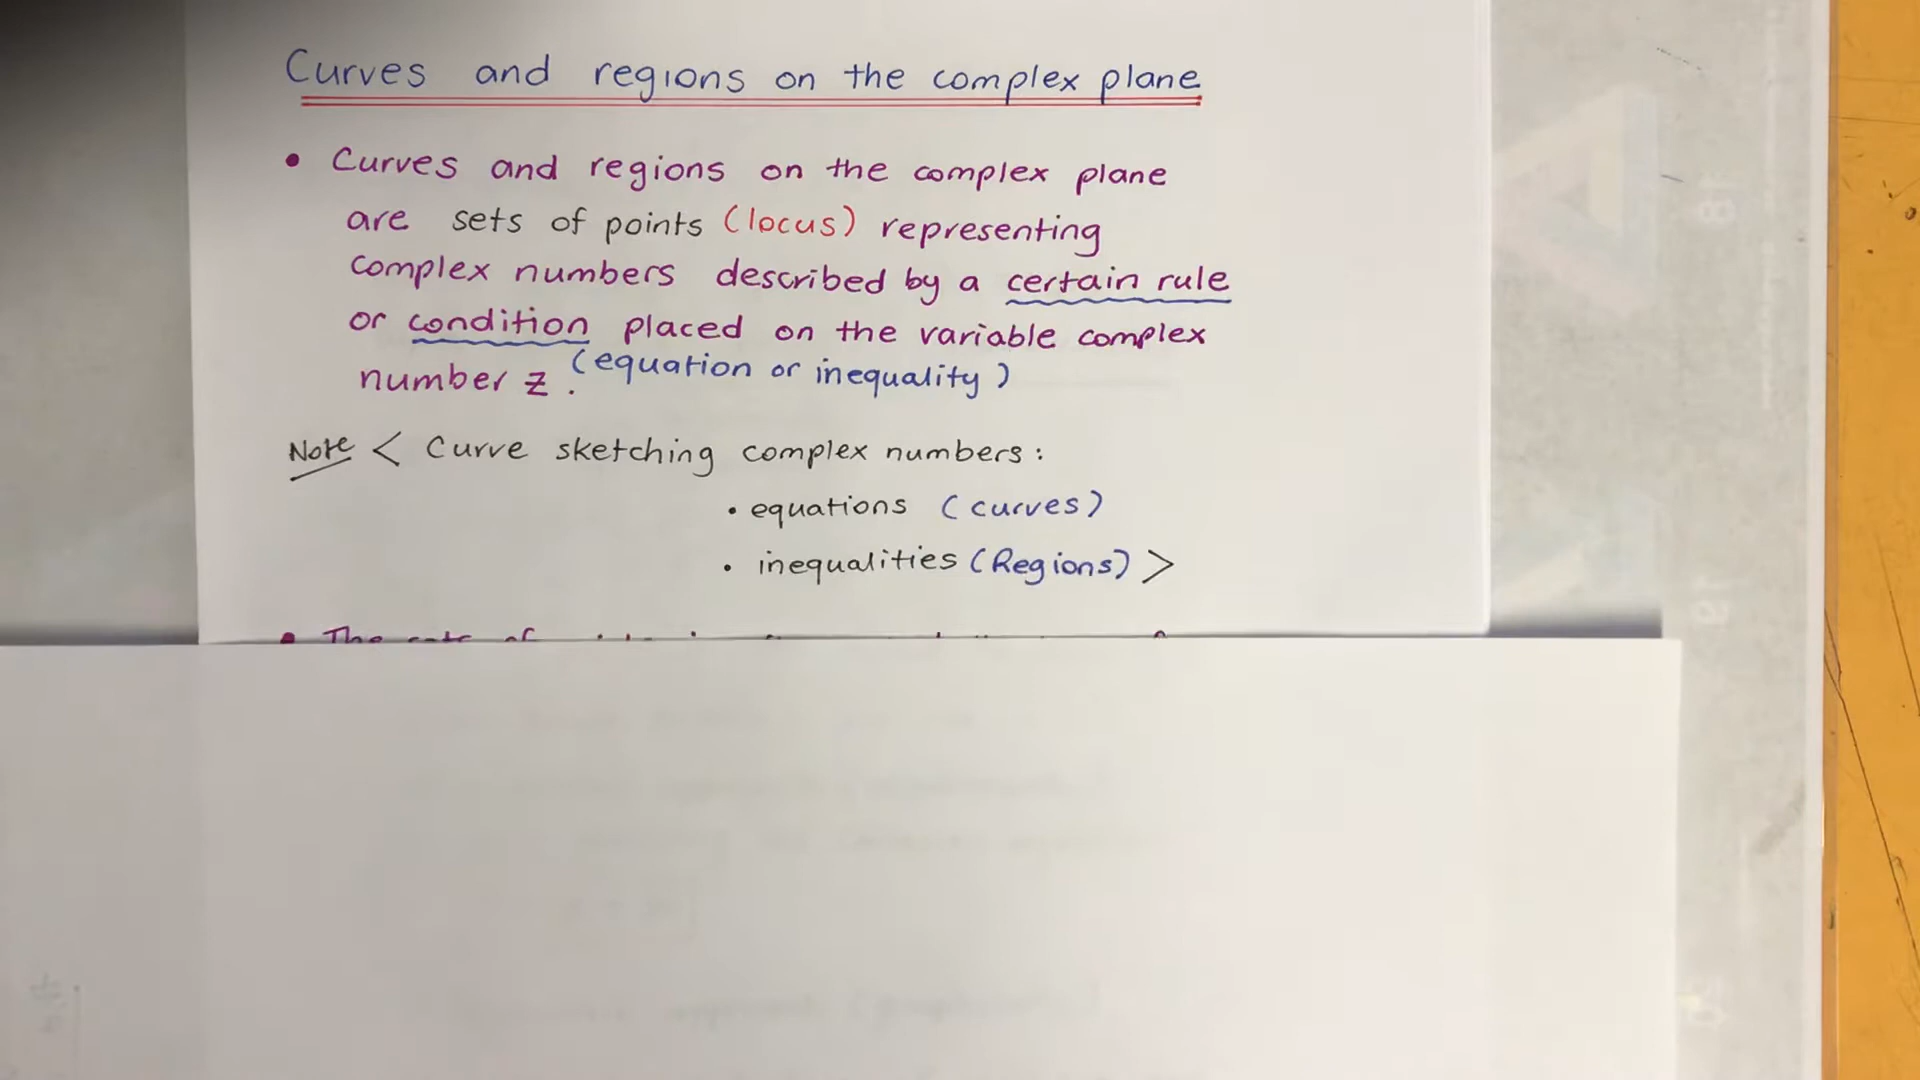 Curves and regions on the complex plane
• Curves and regions on the complex plane
are sets of points (locus) representing
complex numbers described by a certain rule
or condition placed on the variable complex
number z. (equation or inequality)
Note < Curve sketching complex numbers:
• equations (curves)
• inequalities (Regions) >
• The